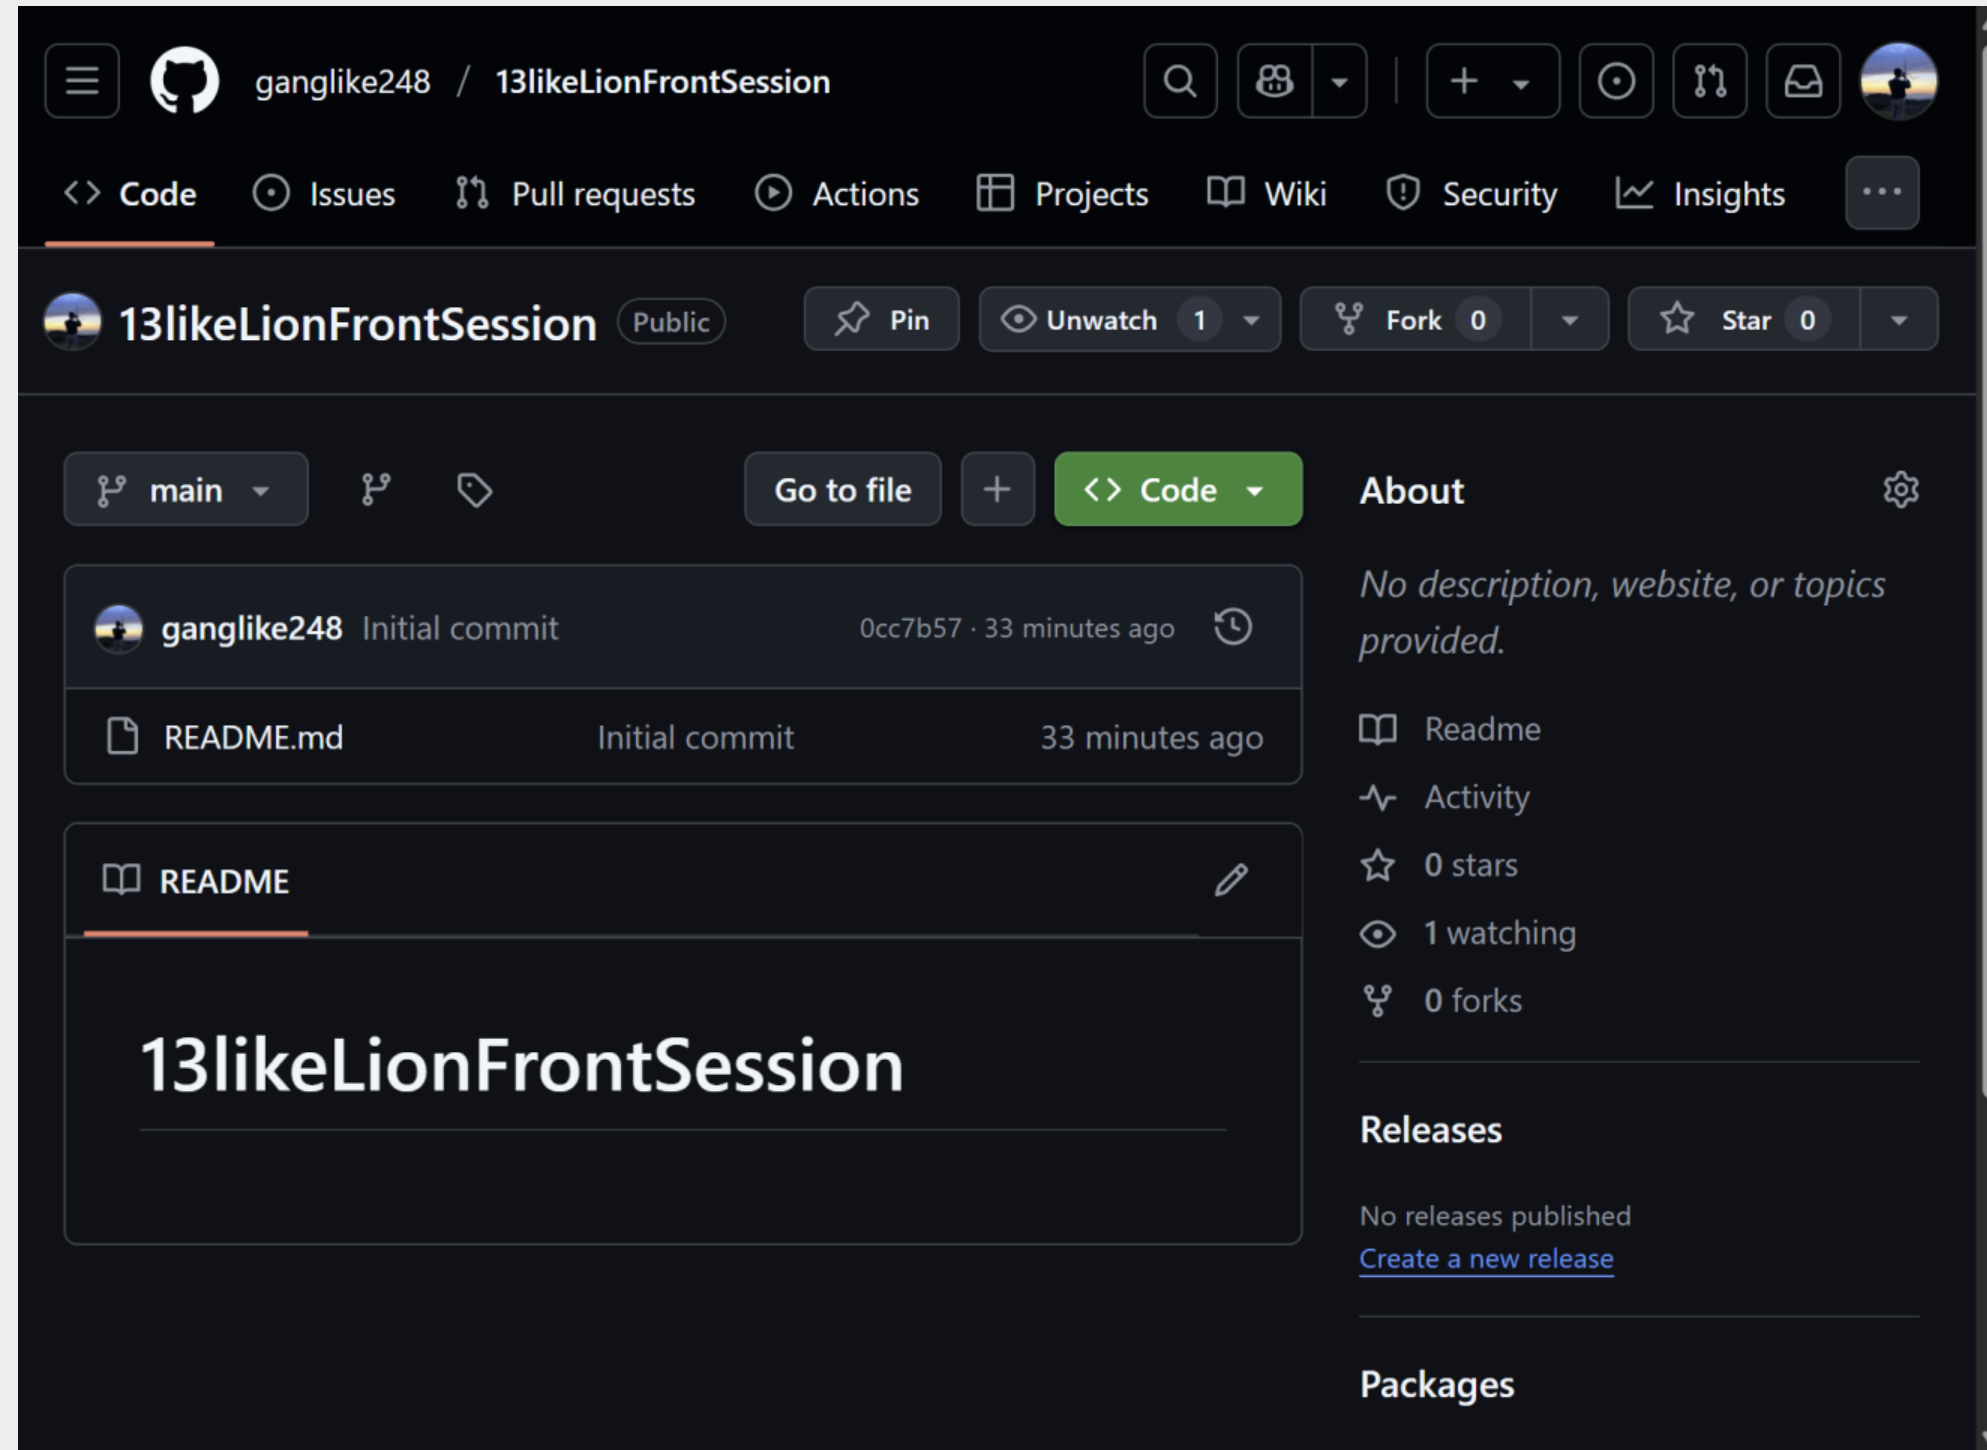 ganglike248 / 13likeLionFrontSession
Code Issues Pull requests Actions Projects Wiki Security Insights
13likeLionFrontSession Public Pin Unwatch 1 Fork 0 Star 0
main Go to file Code
ganglike248 Initial commit 0cc7b57 · 33 minutes ago
README.md Initial commit 33 minutes ago
README
13likeLionFrontSession
About
No description, website, or topics
provided.
Readme
Activity
0 stars
1 watching
0 forks
Releases
No releases published
Create a new release
Packages